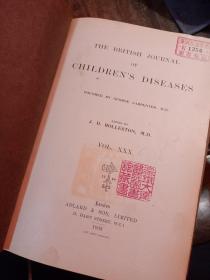 THE BRITISH JOURNAL
OF
CHILDREN'S DISEASES
FOUNDED BY GEORGE CARPENTER, M.D.
EDITED BY
J. D. ROLLESTON, M.D.
VOL. XXX.
London
ADLARD & SON, LIMITED
21, HART STREET, W.C.1
1933